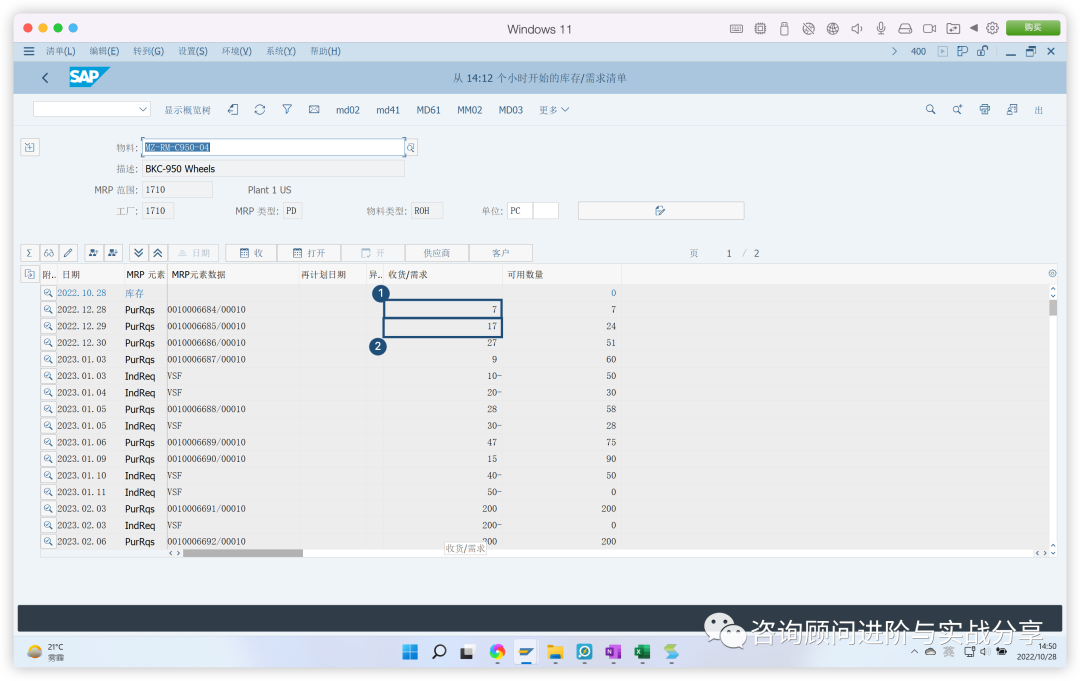 Windows 11
购买
清单(L) 编辑(E) 转到(G) 设置(S) 环境(V) 系统(Y) 帮助(H) 400
SAP 从 14:12 个小时开始的库存/需求清单
显示概览树 md02 md41 MD61 MM02 MD03 更多
物料: MZ-RM-C950-04
描述: BKC-950 Wheels
MRP 范围: 1710 Plant 1 US
工厂: 1710 MRP 类型: PD 物料类型: ROH 单位: PC
日期 收 打开 开 供应商 客户 页 1 / 2
附.. 日期 MRP 元素 MRP元素数据 再计划日期 异.. 收货/需求 可用数量
2022.10.28 库存 0
1
2022.12.28 PurRqs 0010006684/00010 7 7
2022.12.29 PurRqs 0010006685/00010 17 24
2
2022.12.30 PurRqs 0010006686/00010 27 51
2023.01.03 PurRqs 0010006687/00010 9 60
2023.01.03 IndReq VSF 10- 50
2023.01.04 IndReq VSF 20- 30
2023.01.05 PurRqs 0010006688/00010 28 58
2023.01.05 IndReq VSF 30- 28
2023.01.06 PurRqs 0010006689/00010 47 75
2023.01.09 PurRqs 0010006690/00010 15 90
2023.01.10 IndReq VSF 40- 50
2023.01.11 IndReq VSF 50- 0
2023.02.03 PurRqs 0010006691/00010 200 200
2023.02.03 IndReq VSF 200- 0
2023.02.06 PurRqs 0010006692/00010 200 200
收货/需求
咨询顾问进阶与实战分享
21°C
雾霾
英
14:50
2022/10/28